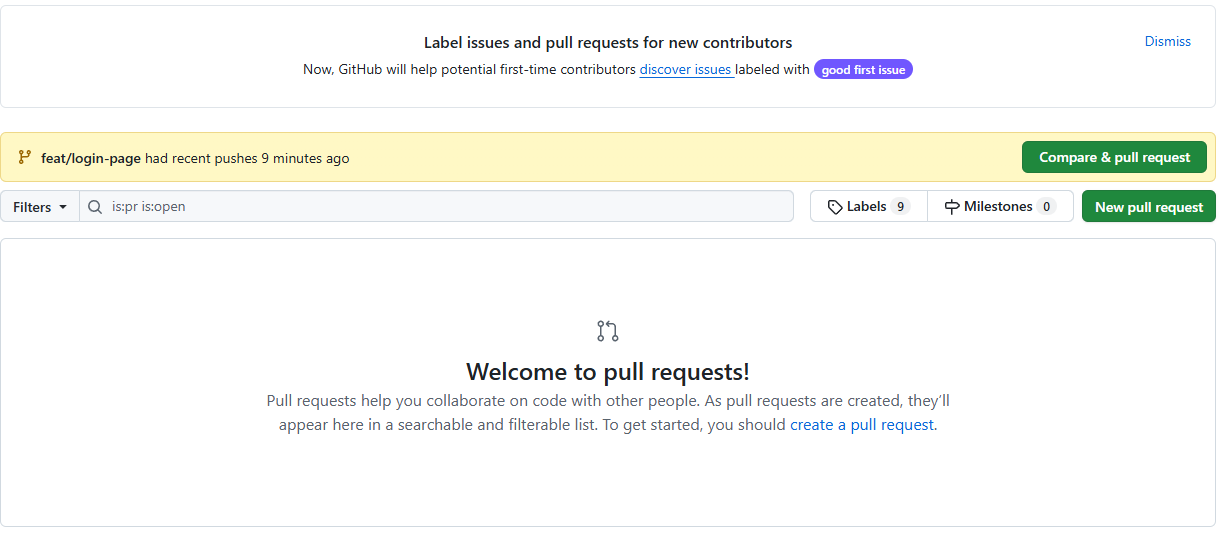 Label issues and pull requests for new contributors
Dismiss
Now, GitHub will help potential first-time contributors discover issues labeled with good first issue
feat/login-page had recent pushes 9 minutes ago
Compare & pull request
Filters
is:pr is:open
Labels 9
Milestones 0
New pull request
Welcome to pull requests!
Pull requests help you collaborate on code with other people. As pull requests are created, they’ll
appear here in a searchable and filterable list. To get started, you should create a pull request.